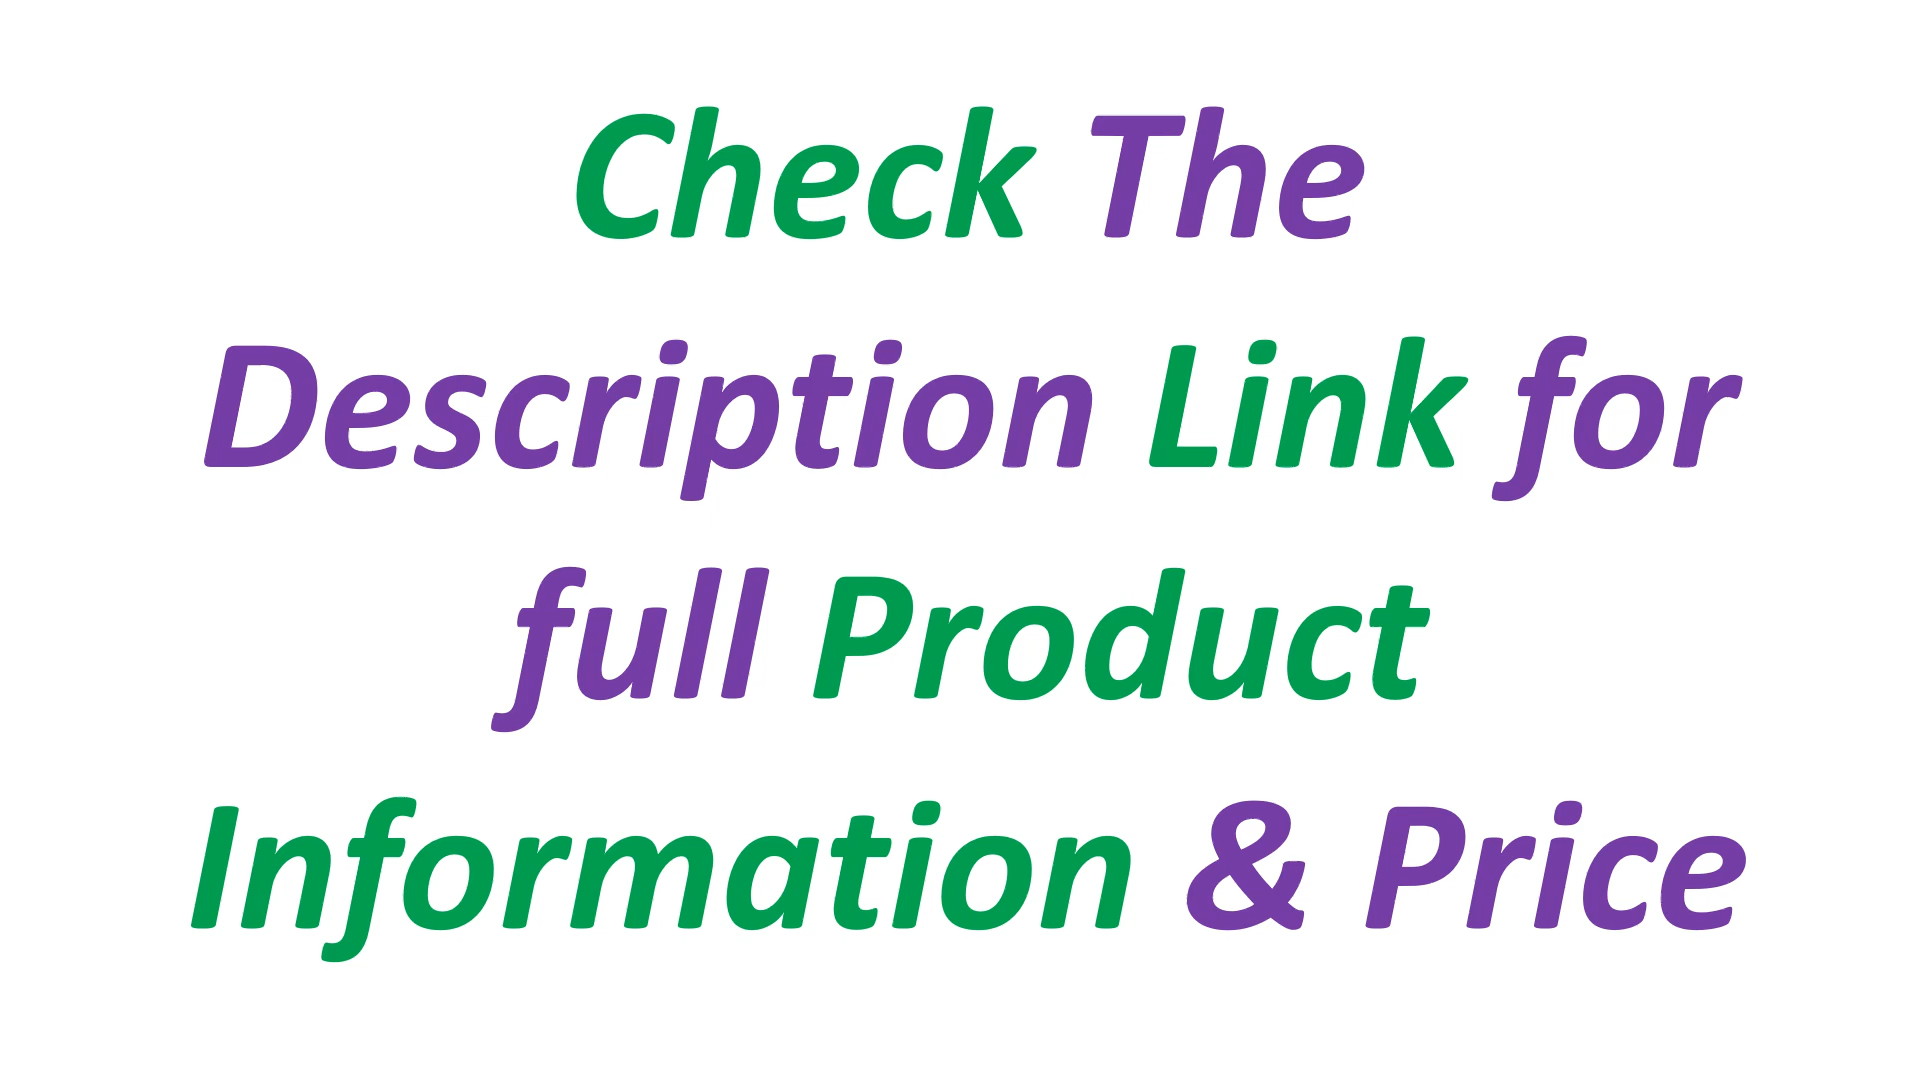 Check The
Description Link for
full Product
Information & Price